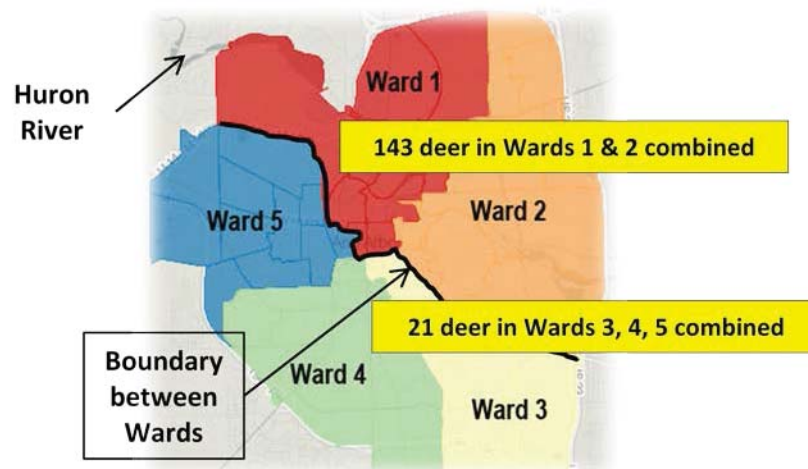 Huron
River
Ward 1
143 deer in Wards 1 & 2 combined
Ward 5
Ward 2
21 deer in Wards 3, 4, 5 combined
Boundary
between
Wards
Ward 4
Ward 3